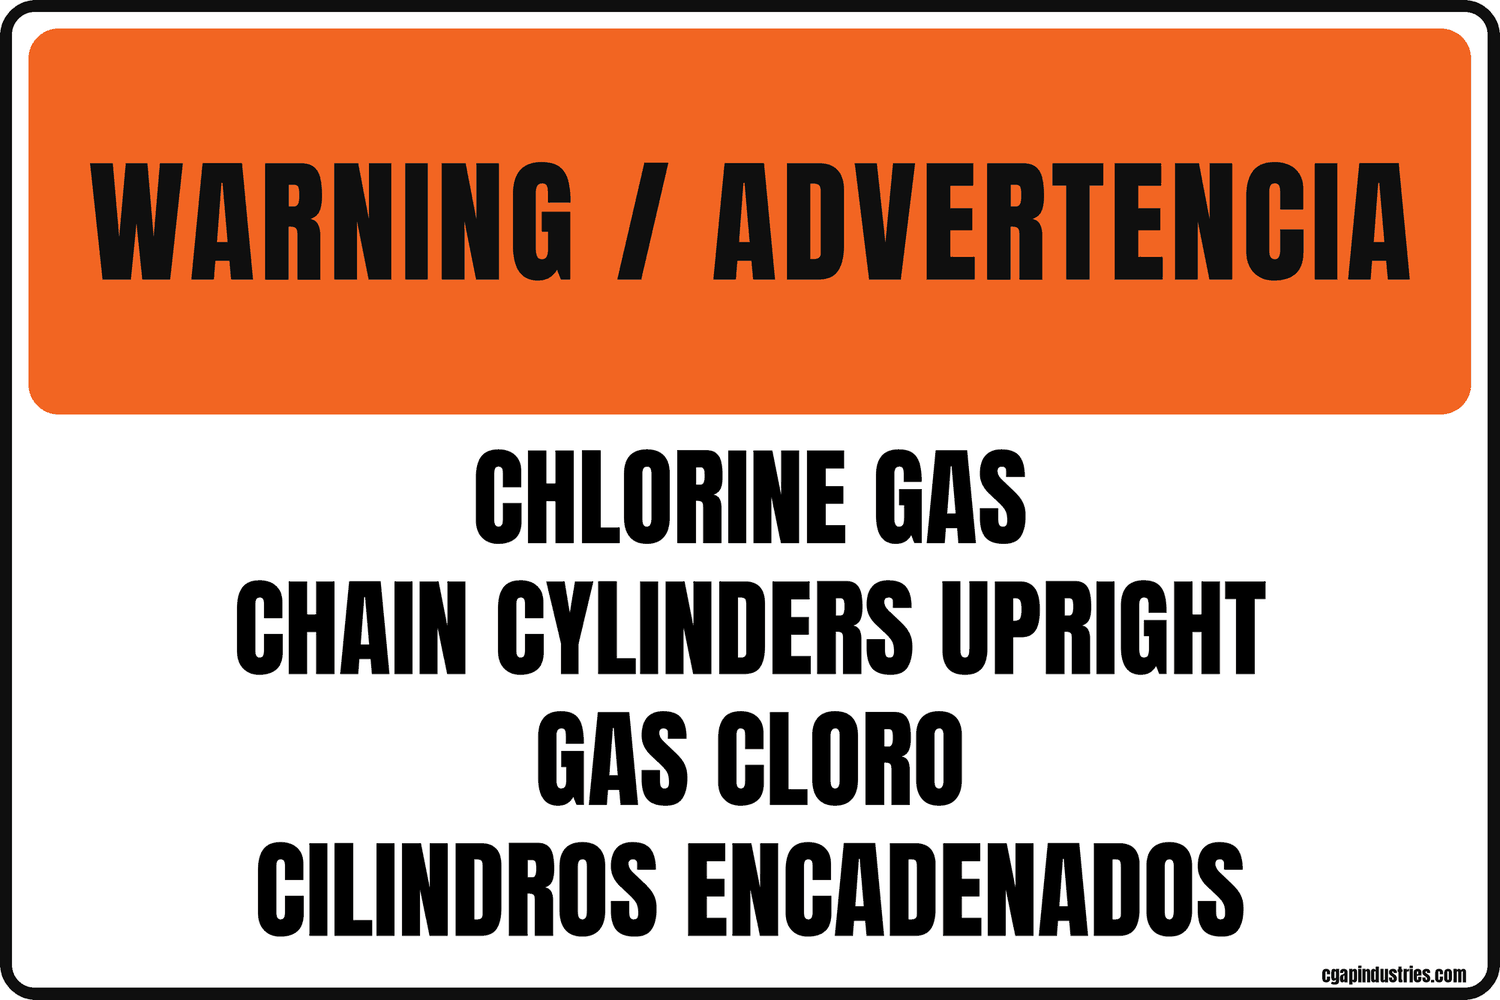 WARNING / ADVERTENCIA
CHLORINE GAS
CHAIN CYLINDERS UPRIGHT
GAS CLORO
CILINDROS ENCADENADOS
cgapindustries.com